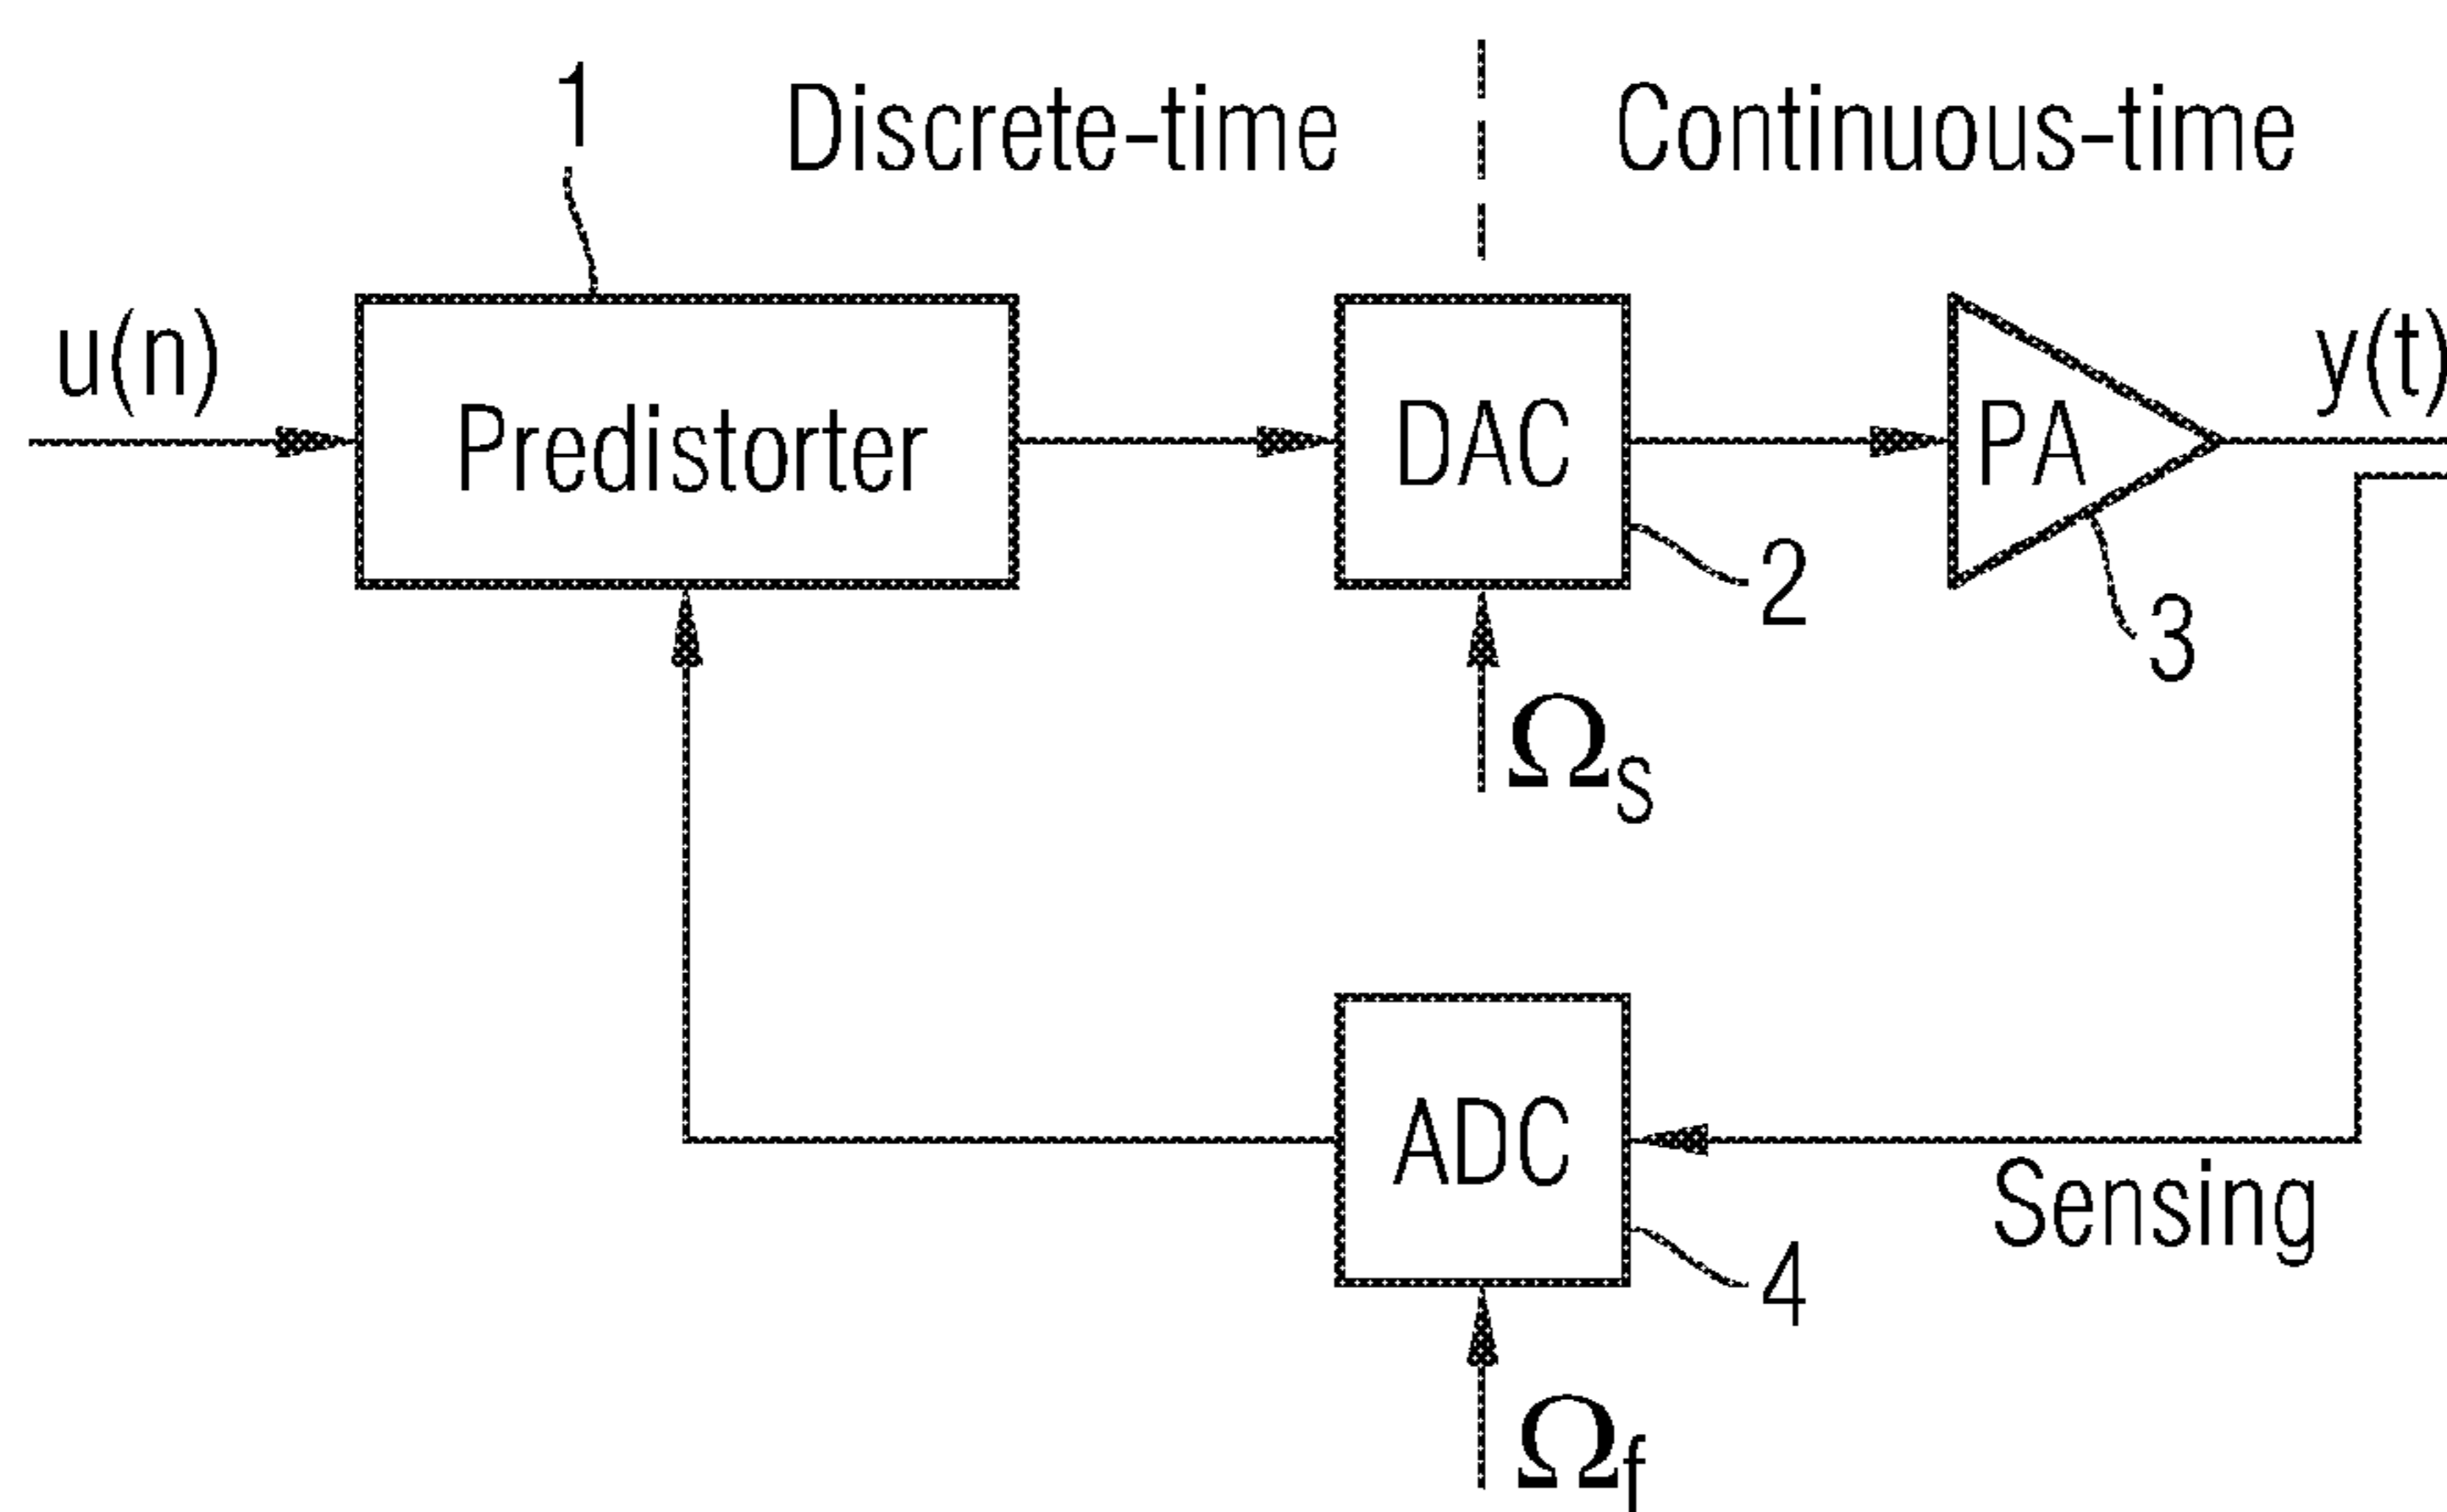 1
Discrete-time
Continuous-time
u(n)
Predistorter
DAC
PA
y(t)
2
3
Ωs
ADC
Sensing
4
Ωf